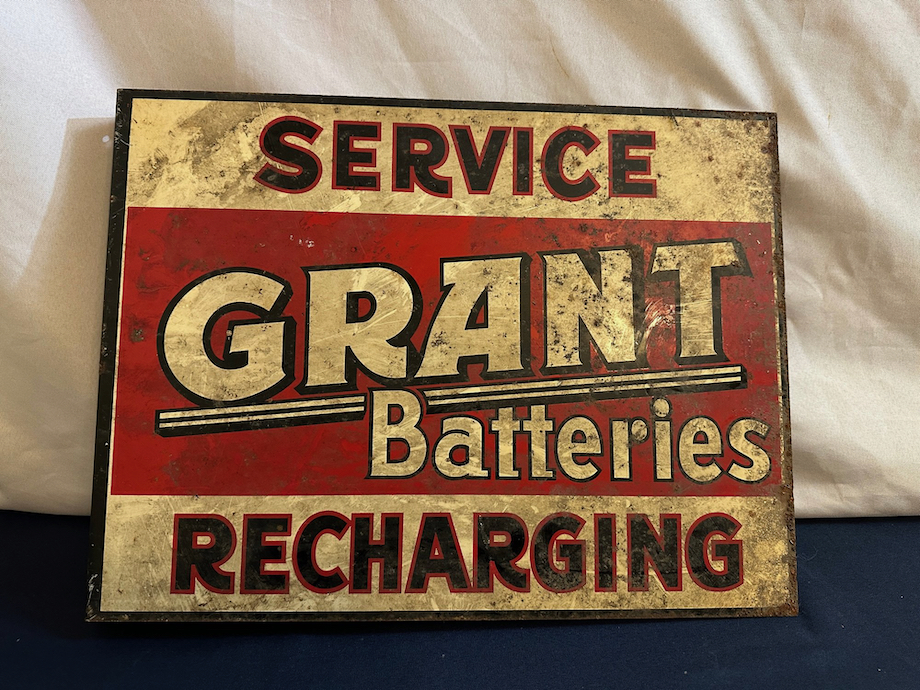 SERVICE
GRANT
Batteries
RECHARGING